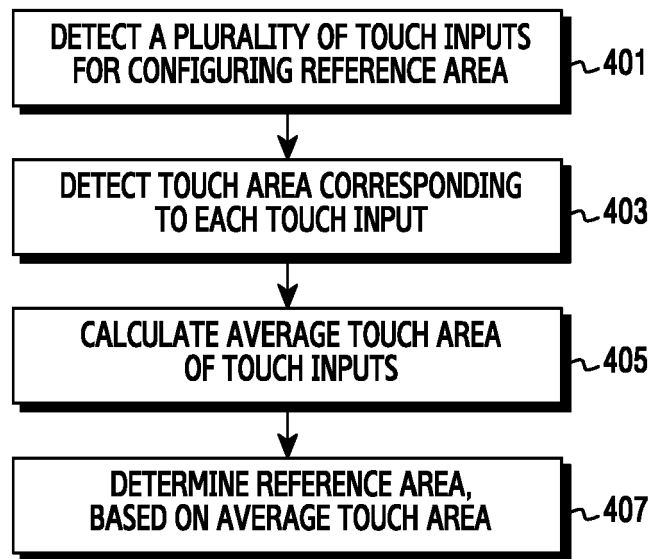 DETECT A PLURALITY OF TOUCH INPUTS
FOR CONFIGURING REFERENCE AREA
401
DETECT TOUCH AREA CORRESPONDING
TO EACH TOUCH INPUT
403
CALCULATE AVERAGE TOUCH AREA
OF TOUCH INPUTS
405
DETERMINE REFERENCE AREA,
BASED ON AVERAGE TOUCH AREA
407